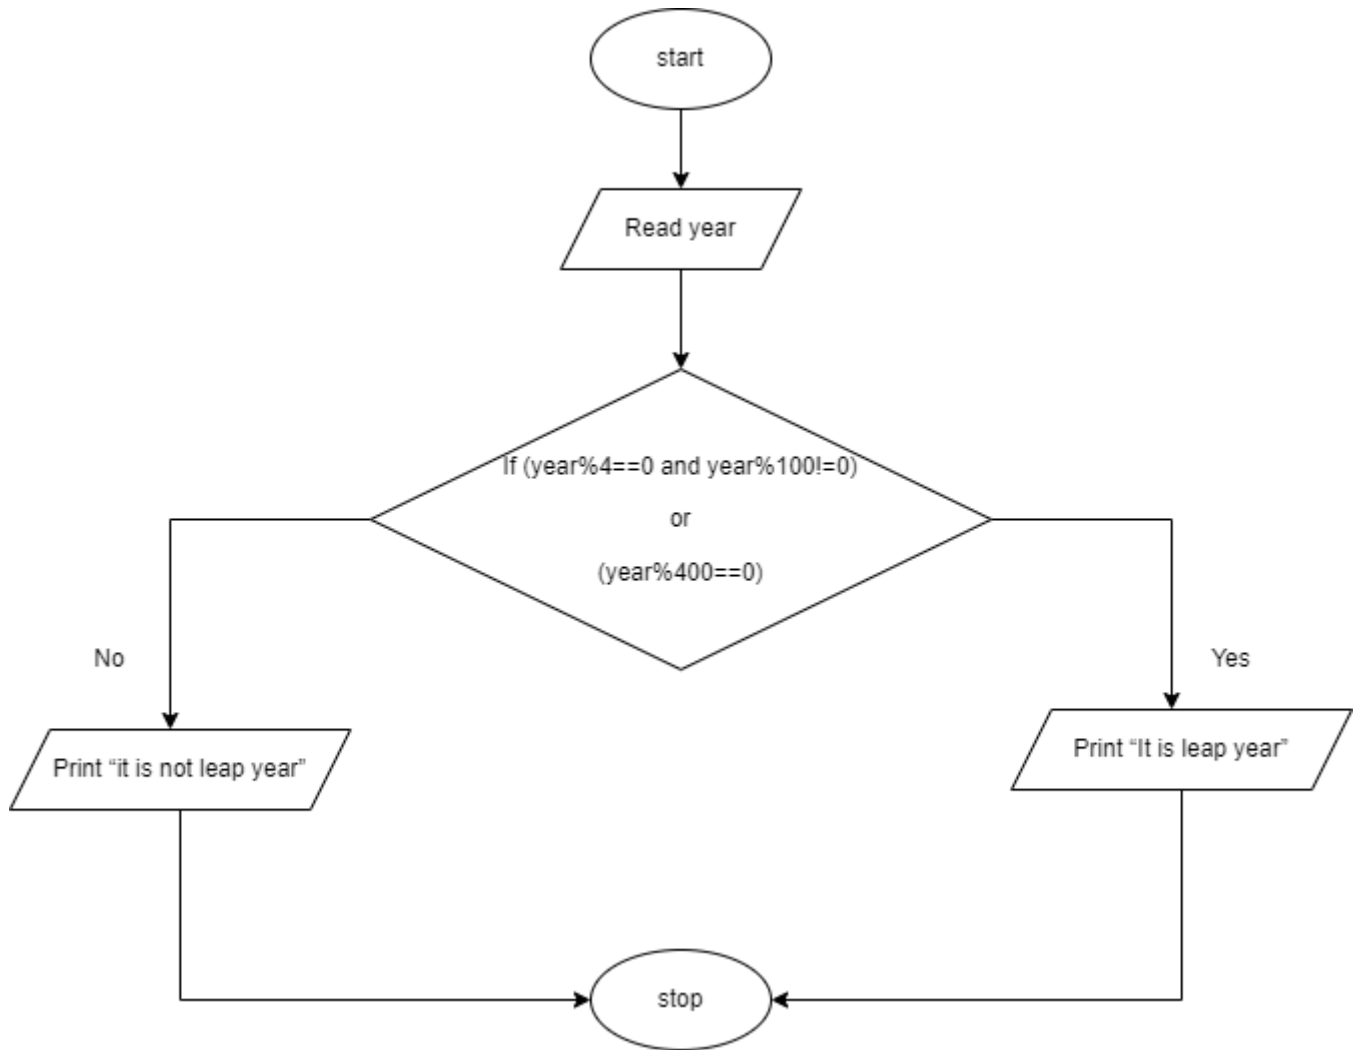 start
Read year
If (year%4==0 and year%100!=0)
or
(year%400==0)
No
Yes
Print “it is not leap year”
Print “It is leap year”
stop